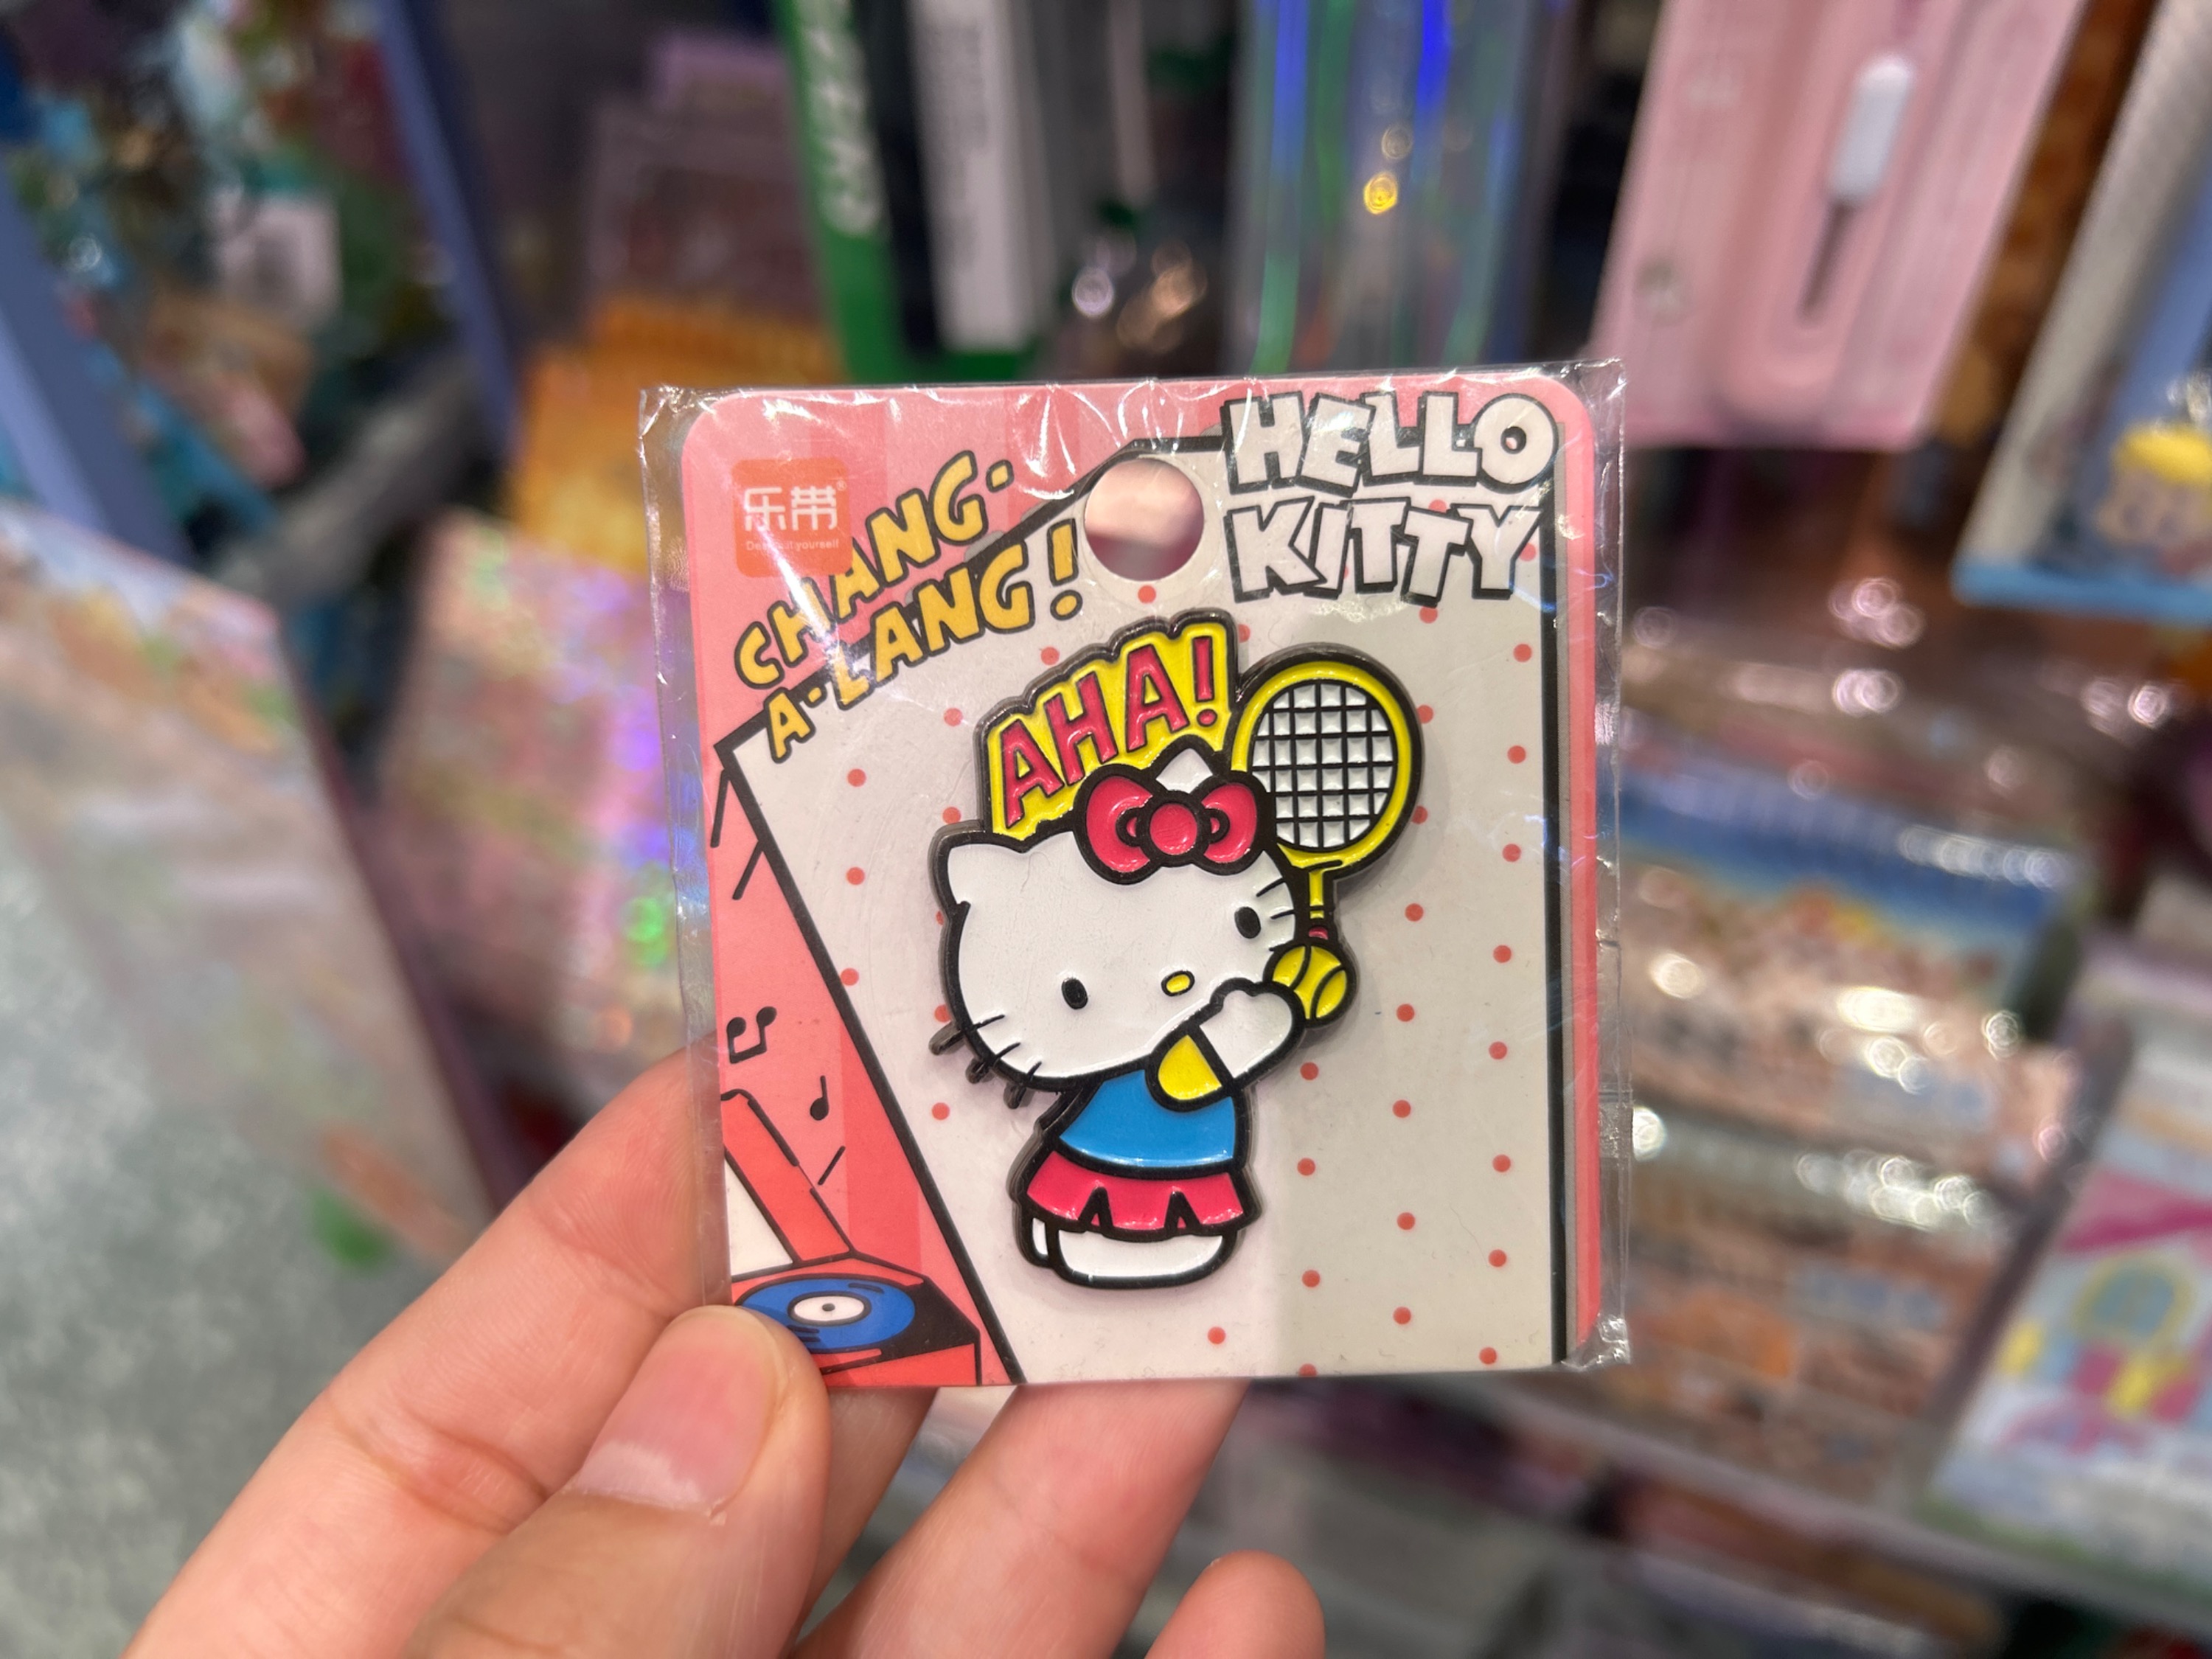 乐带®
CHANG-
A-LANG!
HELLO
KITTY
AHA!